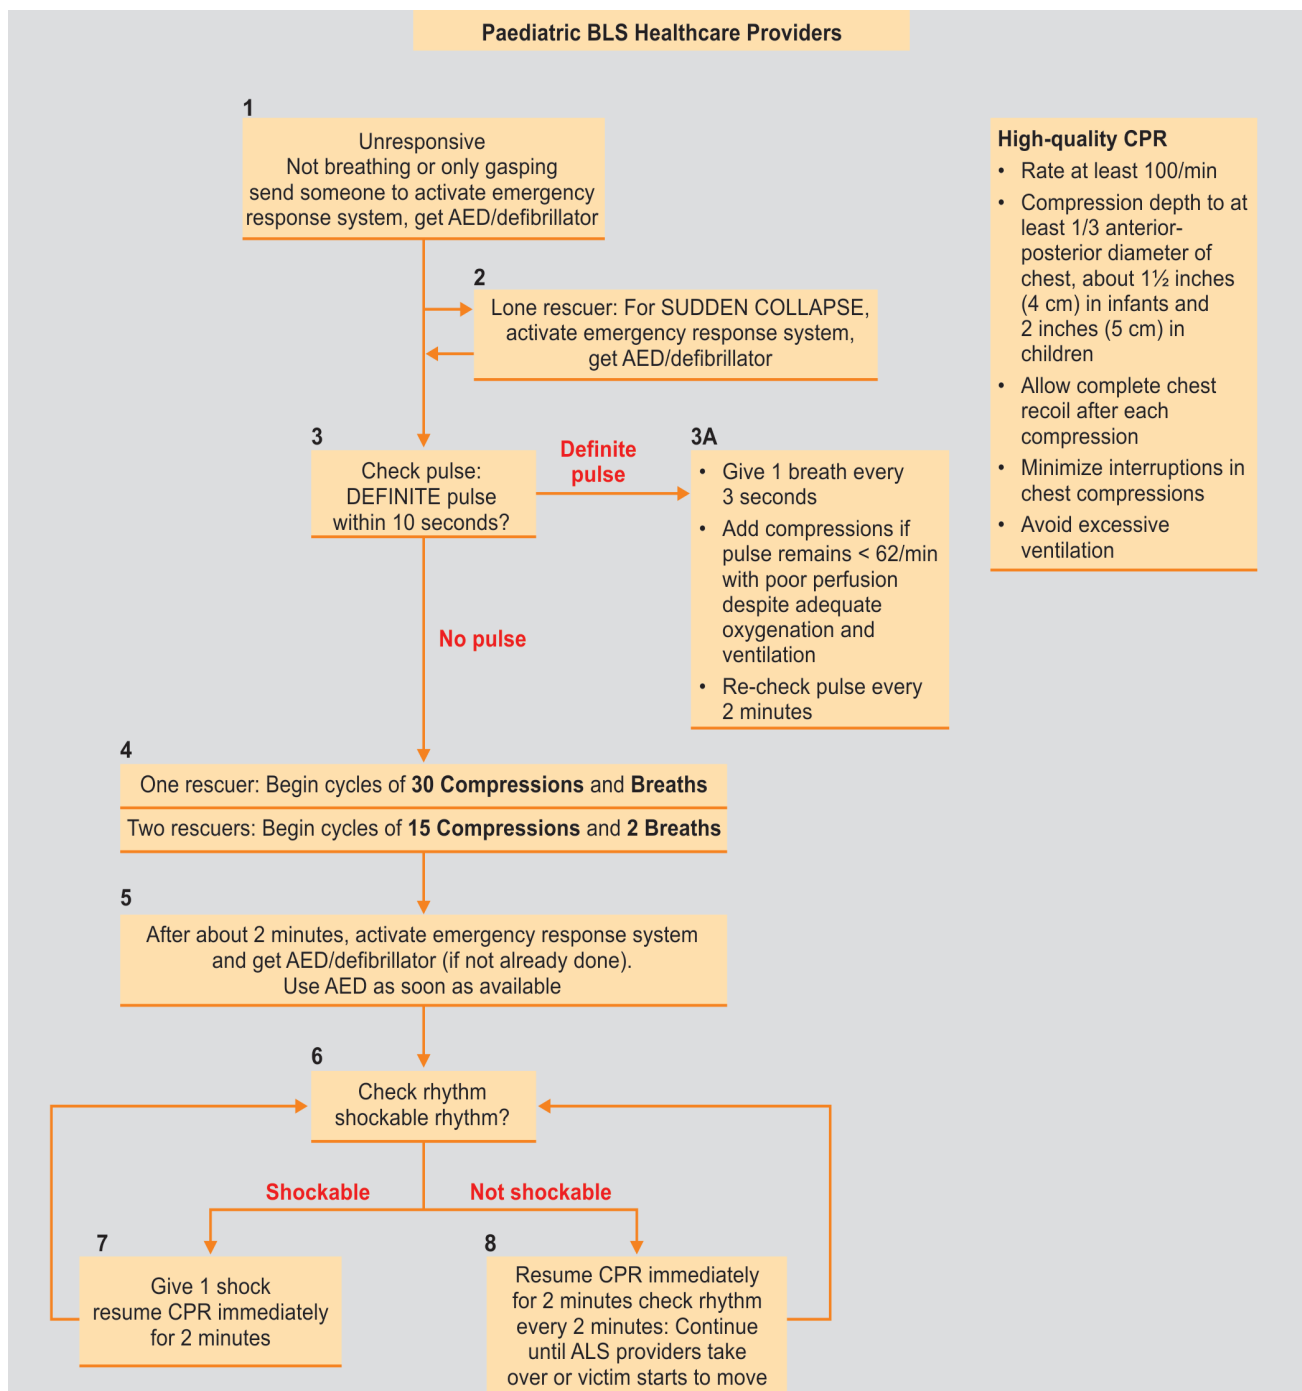 Paediatric BLS Healthcare Providers
1
Unresponsive
Not breathing or only gasping
send someone to activate emergency
response system, get AED/defibrillator
2
Lone rescuer: For SUDDEN COLLAPSE,
activate emergency response system,
get AED/defibrillator
3
Check pulse:
DEFINITE pulse
within 10 seconds?
Definite
pulse
3A
• Give 1 breath every
3 seconds
• Add compressions if
pulse remains < 62/min
with poor perfusion
despite adequate
oxygenation and
ventilation
• Re-check pulse every
2 minutes
High-quality CPR
• Rate at least 100/min
• Compression depth to at
least 1/3 anterior-
posterior diameter of
chest, about 1½ inches
(4 cm) in infants and
2 inches (5 cm) in
children
• Allow complete chest
recoil after each
compression
• Minimize interruptions in
chest compressions
• Avoid excessive
ventilation
No pulse
4
One rescuer: Begin cycles of 30 Compressions and Breaths
Two rescuers: Begin cycles of 15 Compressions and 2 Breaths
5
After about 2 minutes, activate emergency response system
and get AED/defibrillator (if not already done).
Use AED as soon as available
6
Check rhythm
shockable rhythm?
Shockable
Not shockable
7
Give 1 shock
resume CPR immediately
for 2 minutes
8
Resume CPR immediately
for 2 minutes check rhythm
every 2 minutes: Continue
until ALS providers take
over or victim starts to move